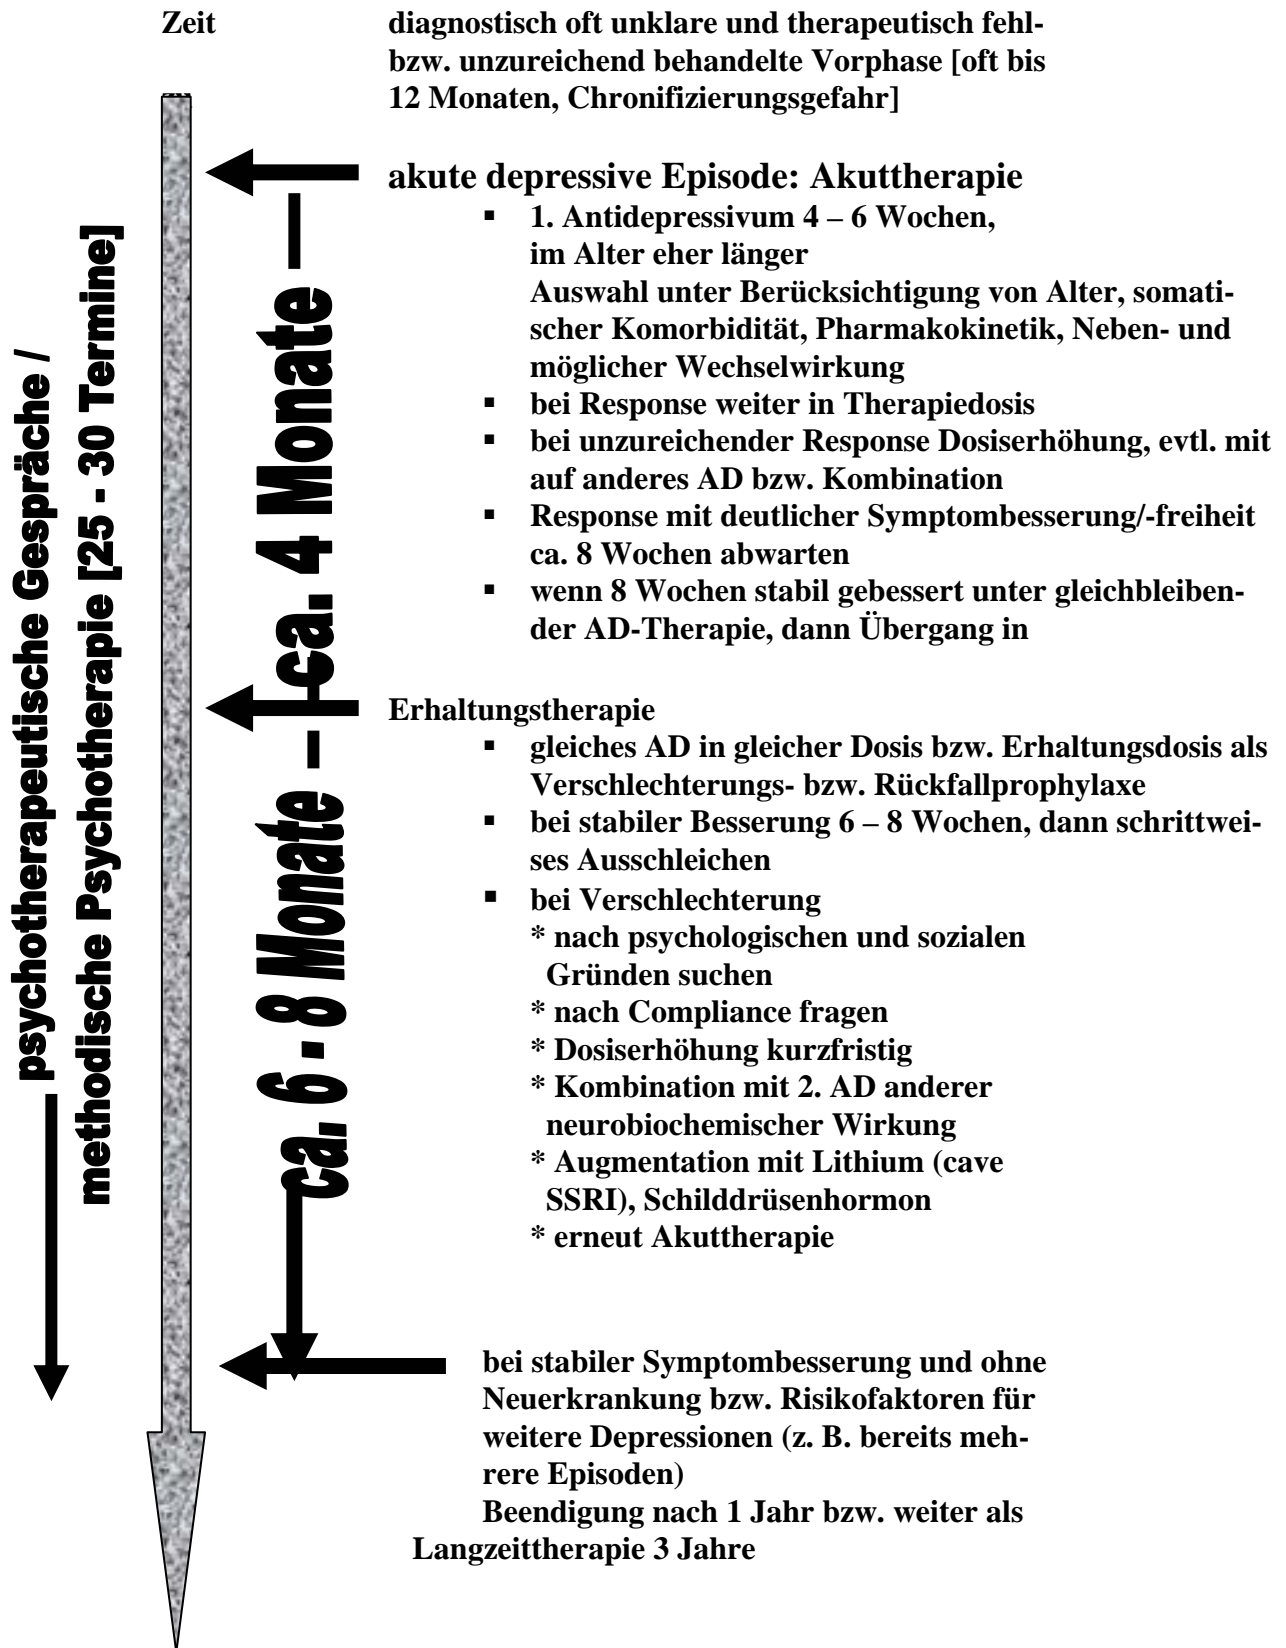 Zeit
diagnostisch oft unklare und therapeutisch fehl-
bzw. unzureichend behandelte Vorphase [oft bis
12 Monaten, Chronifizierungsgefahr]
akute depressive Episode: Akuttherapie
▪ 1. Antidepressivum 4 – 6 Wochen,
im Alter eher länger
Auswahl unter Berücksichtigung von Alter, somati-
scher Komorbidität, Pharmakokinetik, Neben- und
möglicher Wechselwirkung
▪ bei Response weiter in Therapiedosis
▪ bei unzureichender Response Dosiserhöhung, evtl. mit
auf anderes AD bzw. Kombination
▪ Response mit deutlicher Symptombesserung/-freiheit
ca. 8 Wochen abwarten
▪ wenn 8 Wochen stabil gebessert unter gleichbleiben-
der AD-Therapie, dann Übergang in
Erhaltungstherapie
▪ gleiches AD in gleicher Dosis bzw. Erhaltungsdosis als
Verschlechterungs- bzw. Rückfallprophylaxe
▪ bei stabiler Besserung 6 – 8 Wochen, dann schrittwei-
ses Ausschleichen
▪ bei Verschlechterung
* nach psychologischen und sozialen
Gründen suchen
* nach Compliance fragen
* Dosiserhöhung kurzfristig
* Kombination mit 2. AD anderer
neurobiochemischer Wirkung
* Augmentation mit Lithium (cave
SSRI), Schilddrüsenhormon
* erneut Akuttherapie
bei stabiler Symptombesserung und ohne
Neuerkrankung bzw. Risikofaktoren für
weitere Depressionen (z. B. bereits meh-
rere Episoden)
Beendigung nach 1 Jahr bzw. weiter als
Langzeittherapie 3 Jahre
psychotherapeutische Gespräche /
methodische Psychotherapie [25 - 30 Termine]
ca. 4 Monate
ca. 6 - 8 Monate